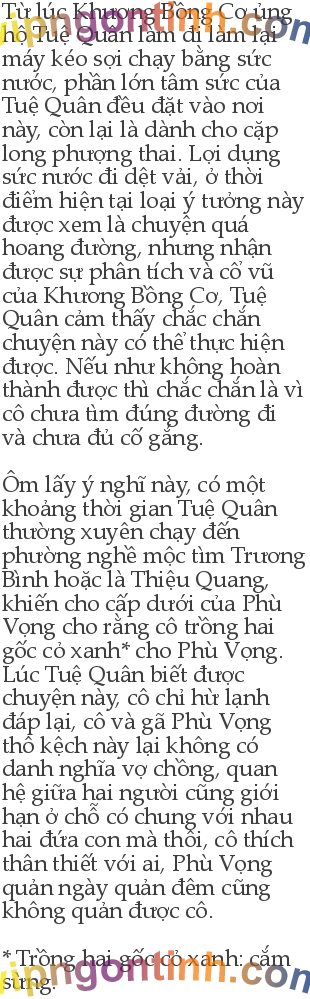 Từ lúc Khương Bồng Cơ ủng
hộ Tuệ Quân làm đi làm lại
máy kéo sợi chạy bằng sức
nước, phần lớn tâm sức của
Tuệ Quân đều đặt vào nơi
này, còn lại là dành cho cặp
long phượng thai. Lợi dụng
sức nước đi dệt vải, ở thời
điểm hiện tại loại ý tưởng này
được xem là chuyện quá
hoang đường, nhưng nhận
được sự phân tích và cổ vũ
của Khương Bồng Cơ, Tuệ
Quân cảm thấy chắc chắn
chuyện này có thể thực hiện
được. Nếu như không hoàn
thành được thì chắc chắn là vì
cô chưa tìm đúng đường đi
và chưa đủ cố gắng.
Ôm lấy ý nghĩ này, có một
khoảng thời gian Tuệ Quân
thường xuyên chạy đến
phường nghề mộc tìm Trương
Bình hoặc là Thiệu Quang,
khiến cho cấp dưới của Phù
Vọng cho rằng cô trồng hai
gốc cỏ xanh* cho Phù Vọng.
Lúc Tuệ Quân biết được
chuyện này, cô chỉ hừ lạnh
đáp lại, cô và gã Phù Vọng
thô kệch này lại không có
danh nghĩa vợ chồng, quan
hệ giữa hai người cũng giới
hạn ở chỗ có chung với nhau
hai đứa con mà thôi, cô thích
thân thiết với ai, Phù Vọng
quản ngày quản đêm cũng
không quản được cô.
* Trồng hai gốc cỏ xanh: cắm
sừng.
vipngontinh.com
vipngontinh.com